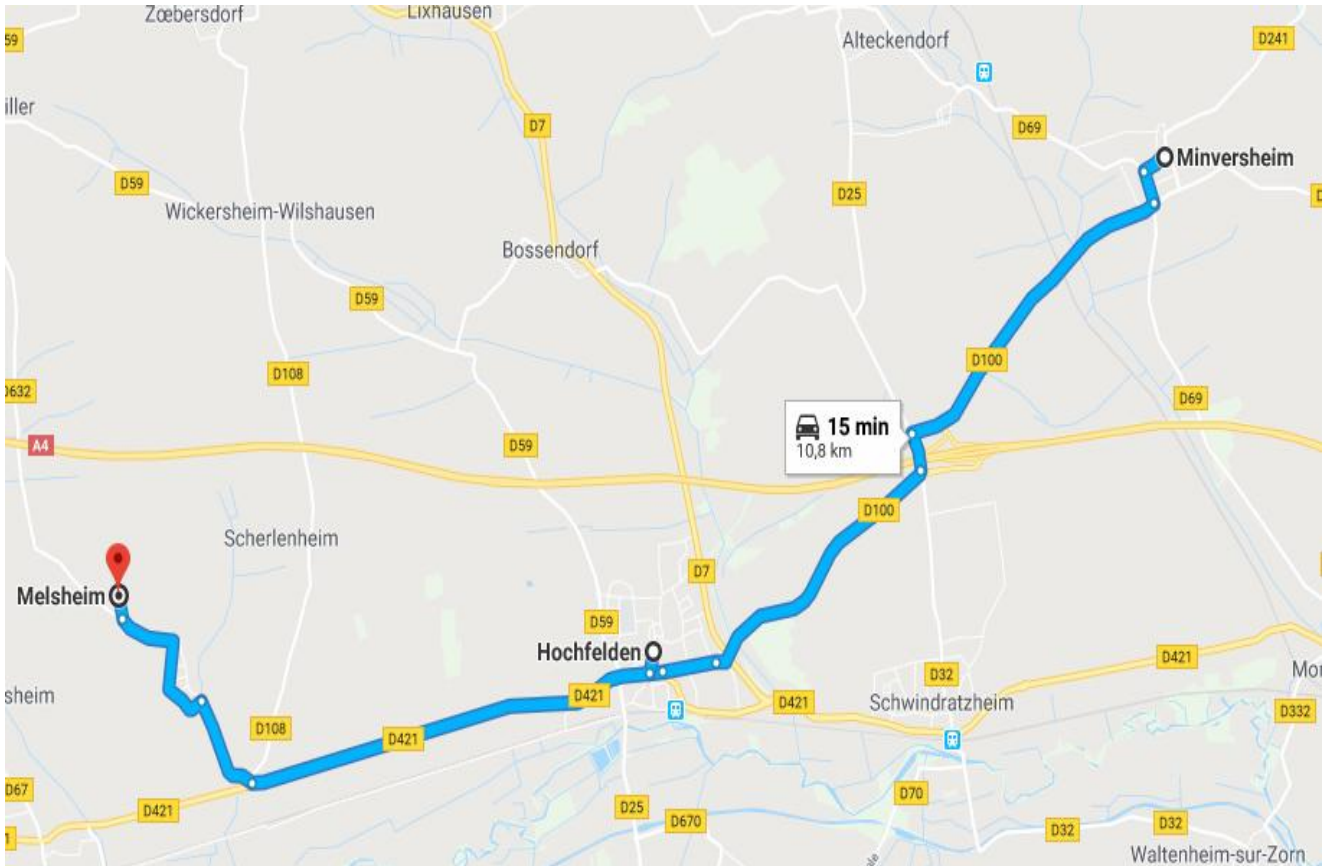 Zœbersdorf
Lixhausen
59
Alteckendorf
D241
iller
D7
D69
Minversheim
D59
D25
Wickersheim-Wilshausen
Bossendorf
D59
D100
D108
D632
D69
15 min
10,8 km
A4
D59
D100
Scherlenheim
D7
Melsheim
D59
Hochfelden
D421
D32
sheim
D421
D421
Schwindratzheim
D332
D108
D421
D67
D421
D25
D670
D70
D32
D32
Waltenheim-sur-Zorn